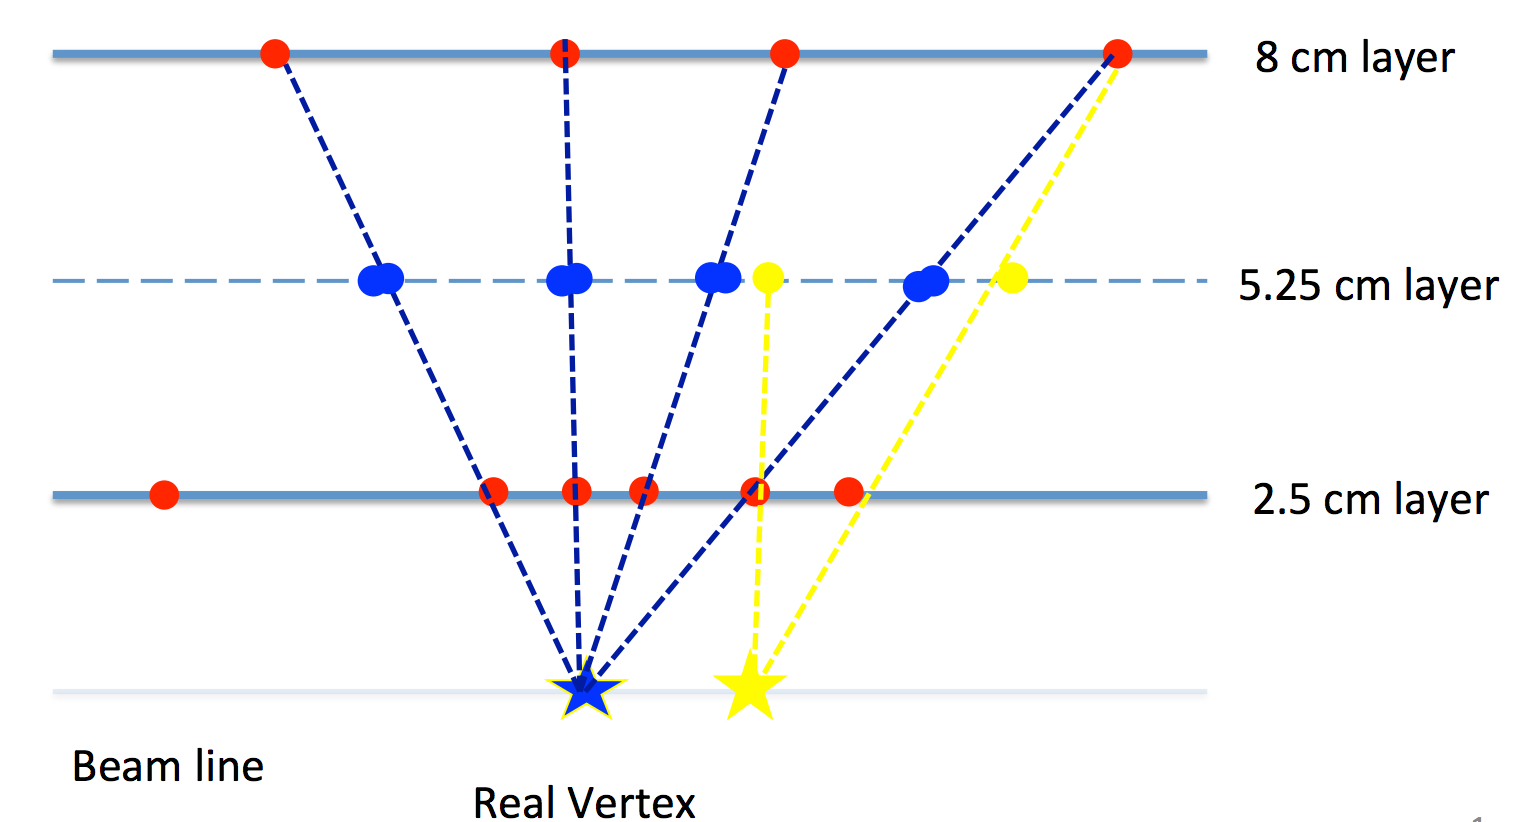 8 cm layer
5.25 cm layer
2.5 cm layer
Beam line
Real Vertex